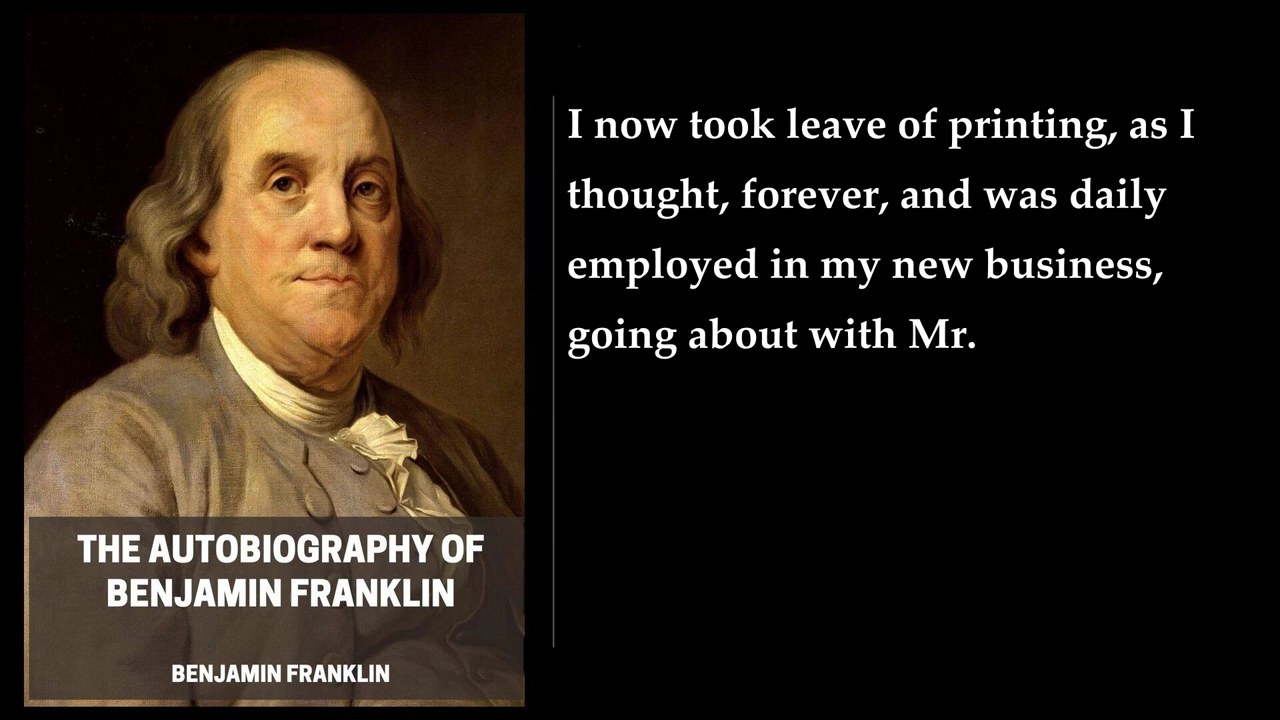 I now took leave of printing, as I
thought, forever, and was daily
employed in my new business,
going about with Mr.
THE AUTOBIOGRAPHY OF
BENJAMIN FRANKLIN
BENJAMIN FRANKLIN